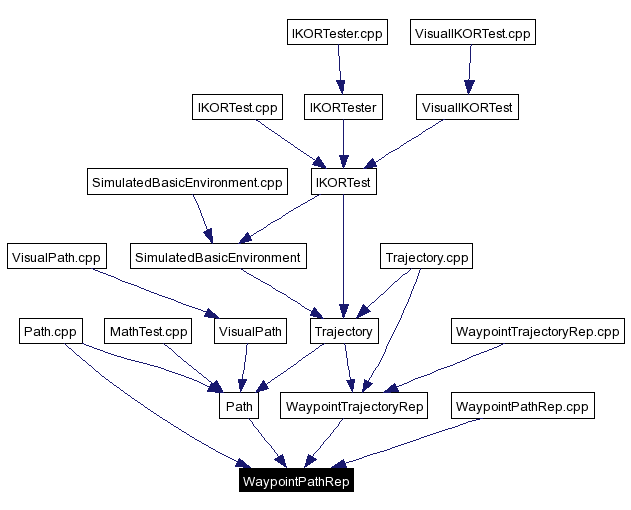 IKORTester.cpp
VisualIKORTest.cpp
IKORTest.cpp
IKORTester
VisualIKORTest
SimulatedBasicEnvironment.cpp
IKORTest
VisualPath.cpp
SimulatedBasicEnvironment
Trajectory.cpp
Path.cpp
MathTest.cpp
VisualPath
Trajectory
WaypointTrajectoryRep.cpp
Path
WaypointTrajectoryRep
WaypointPathRep.cpp
WaypointPathRep